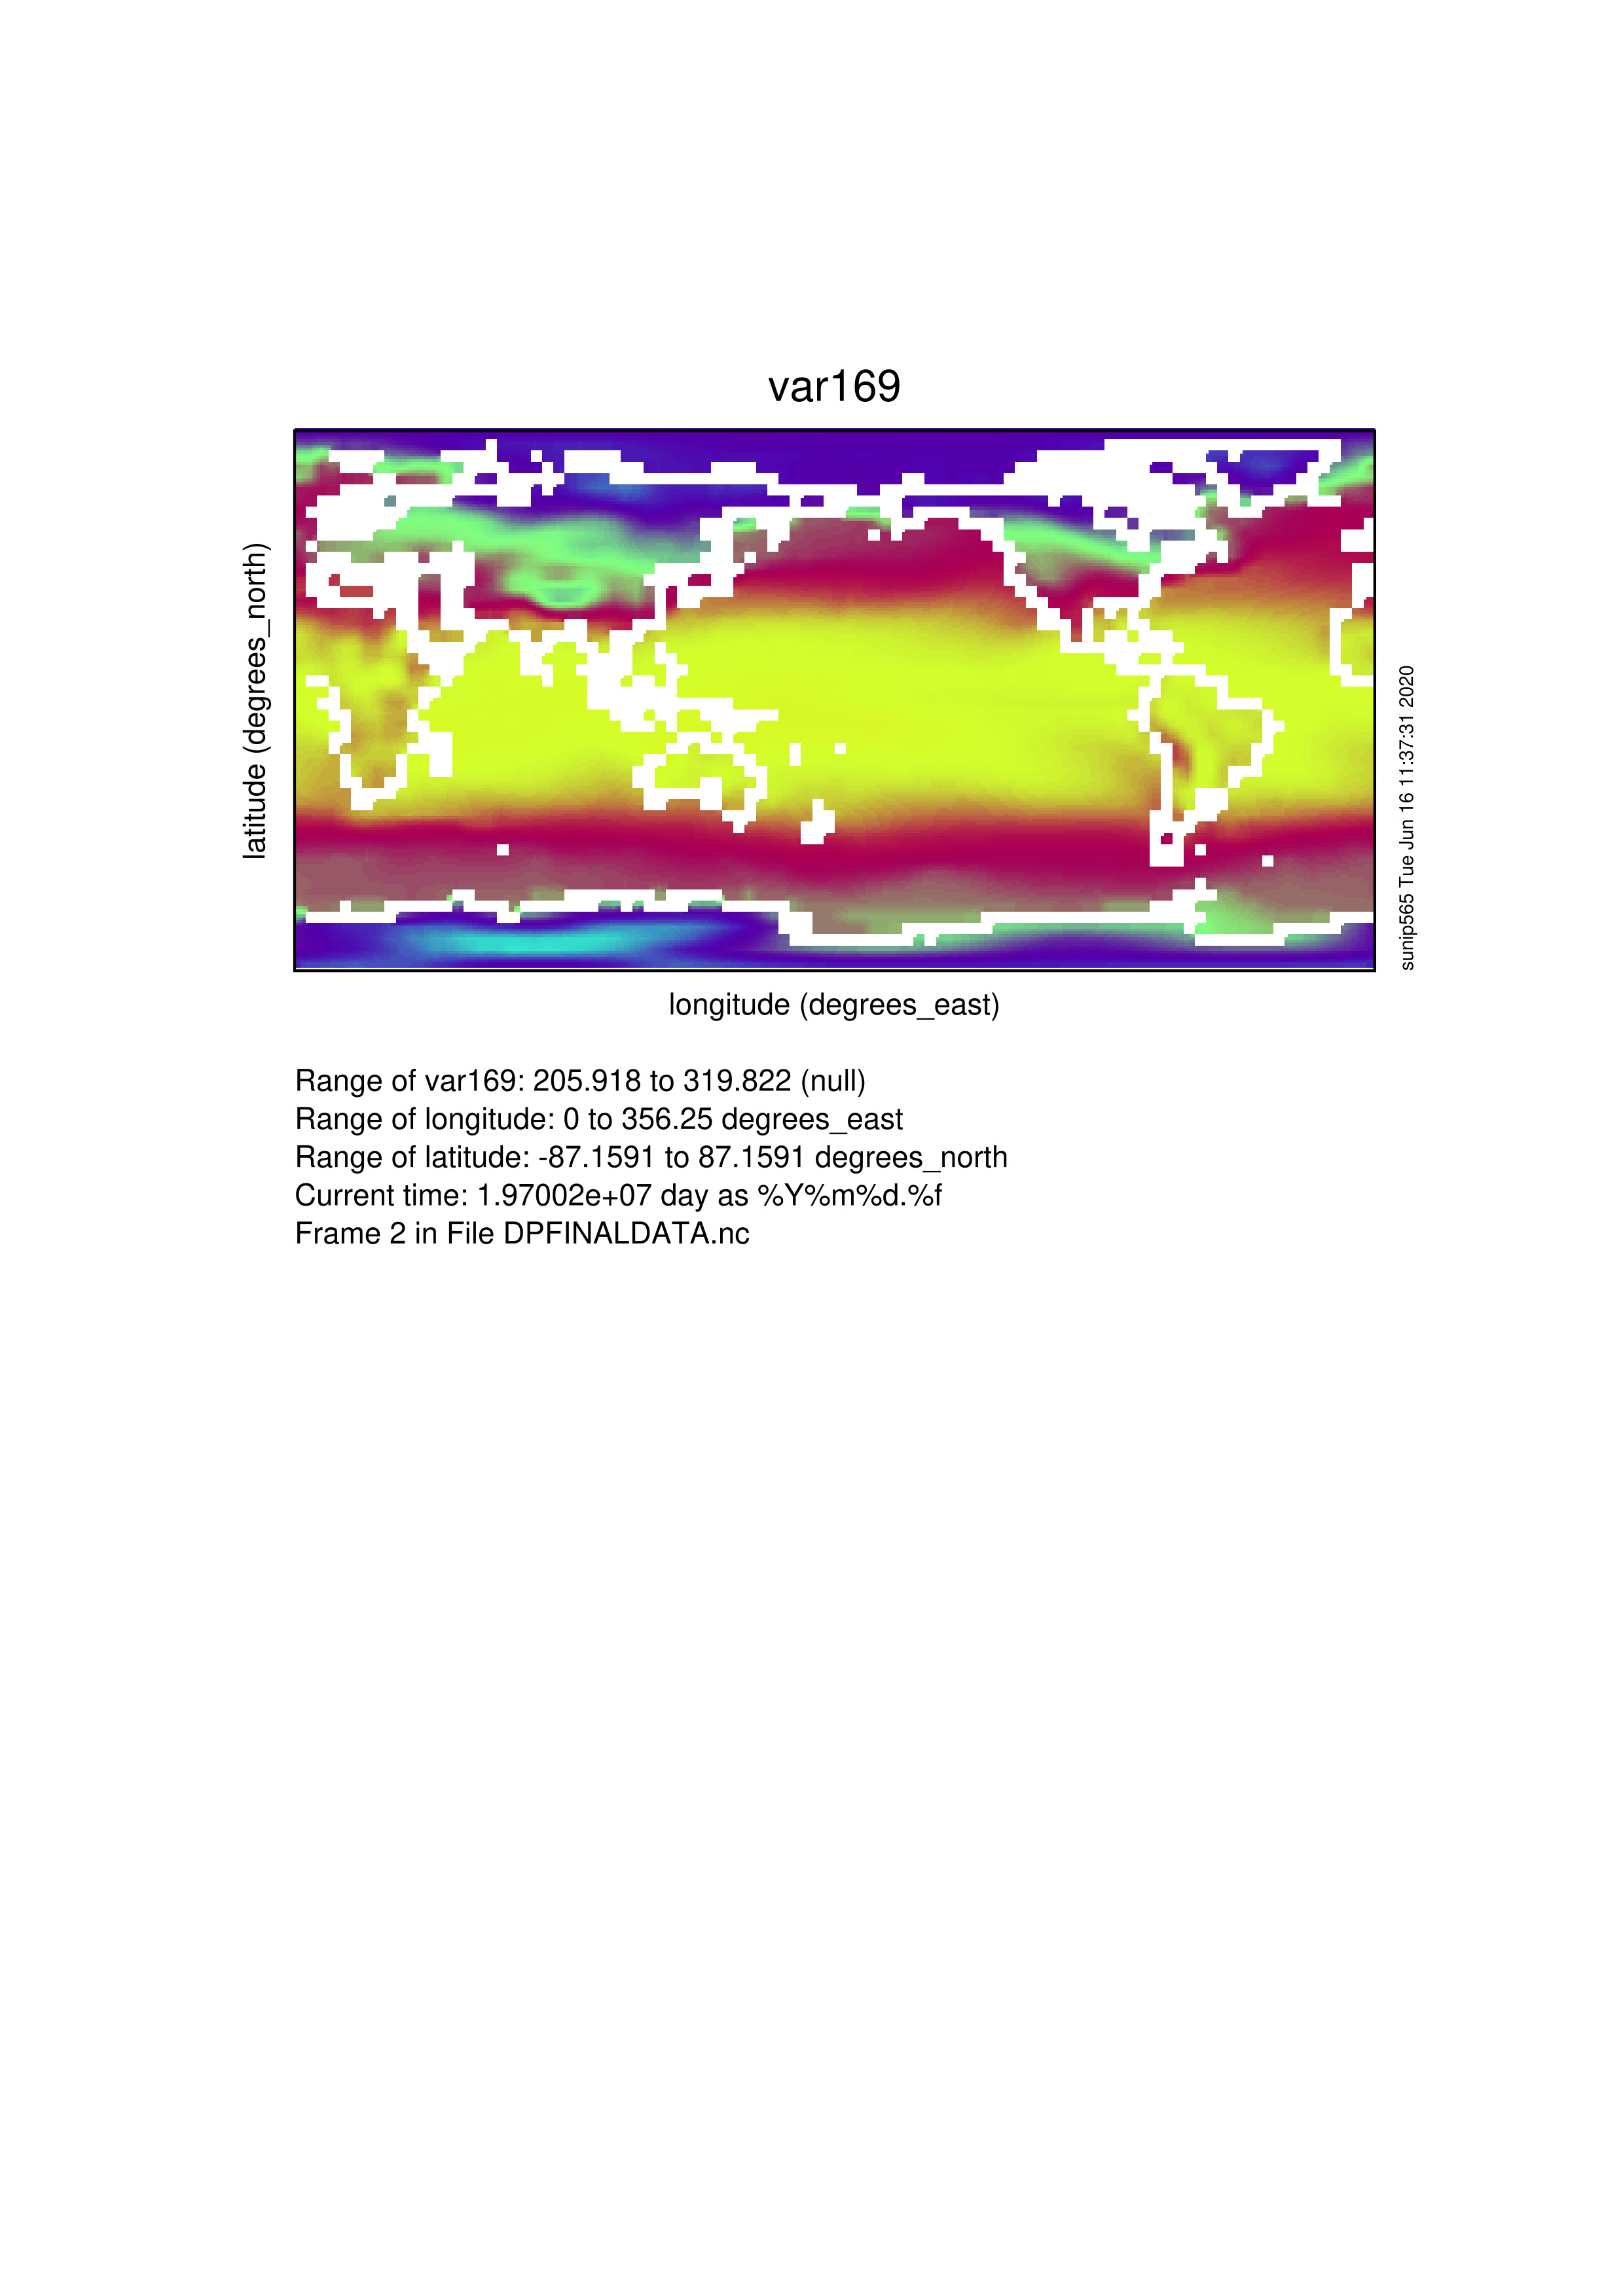 var169
latitude (degrees_north)
sunip565 Tue Jun 16 11:37:31 2020
longitude (degrees_east)
Range of var169: 205.918 to 319.822 (null)
Range of longitude: 0 to 356.25 degrees_east
Range of latitude: -87.1591 to 87.1591 degrees_north
Current time: 1.97002e+07 day as %Y%m%d.%f
Frame 2 in File DPFINALDATA.nc